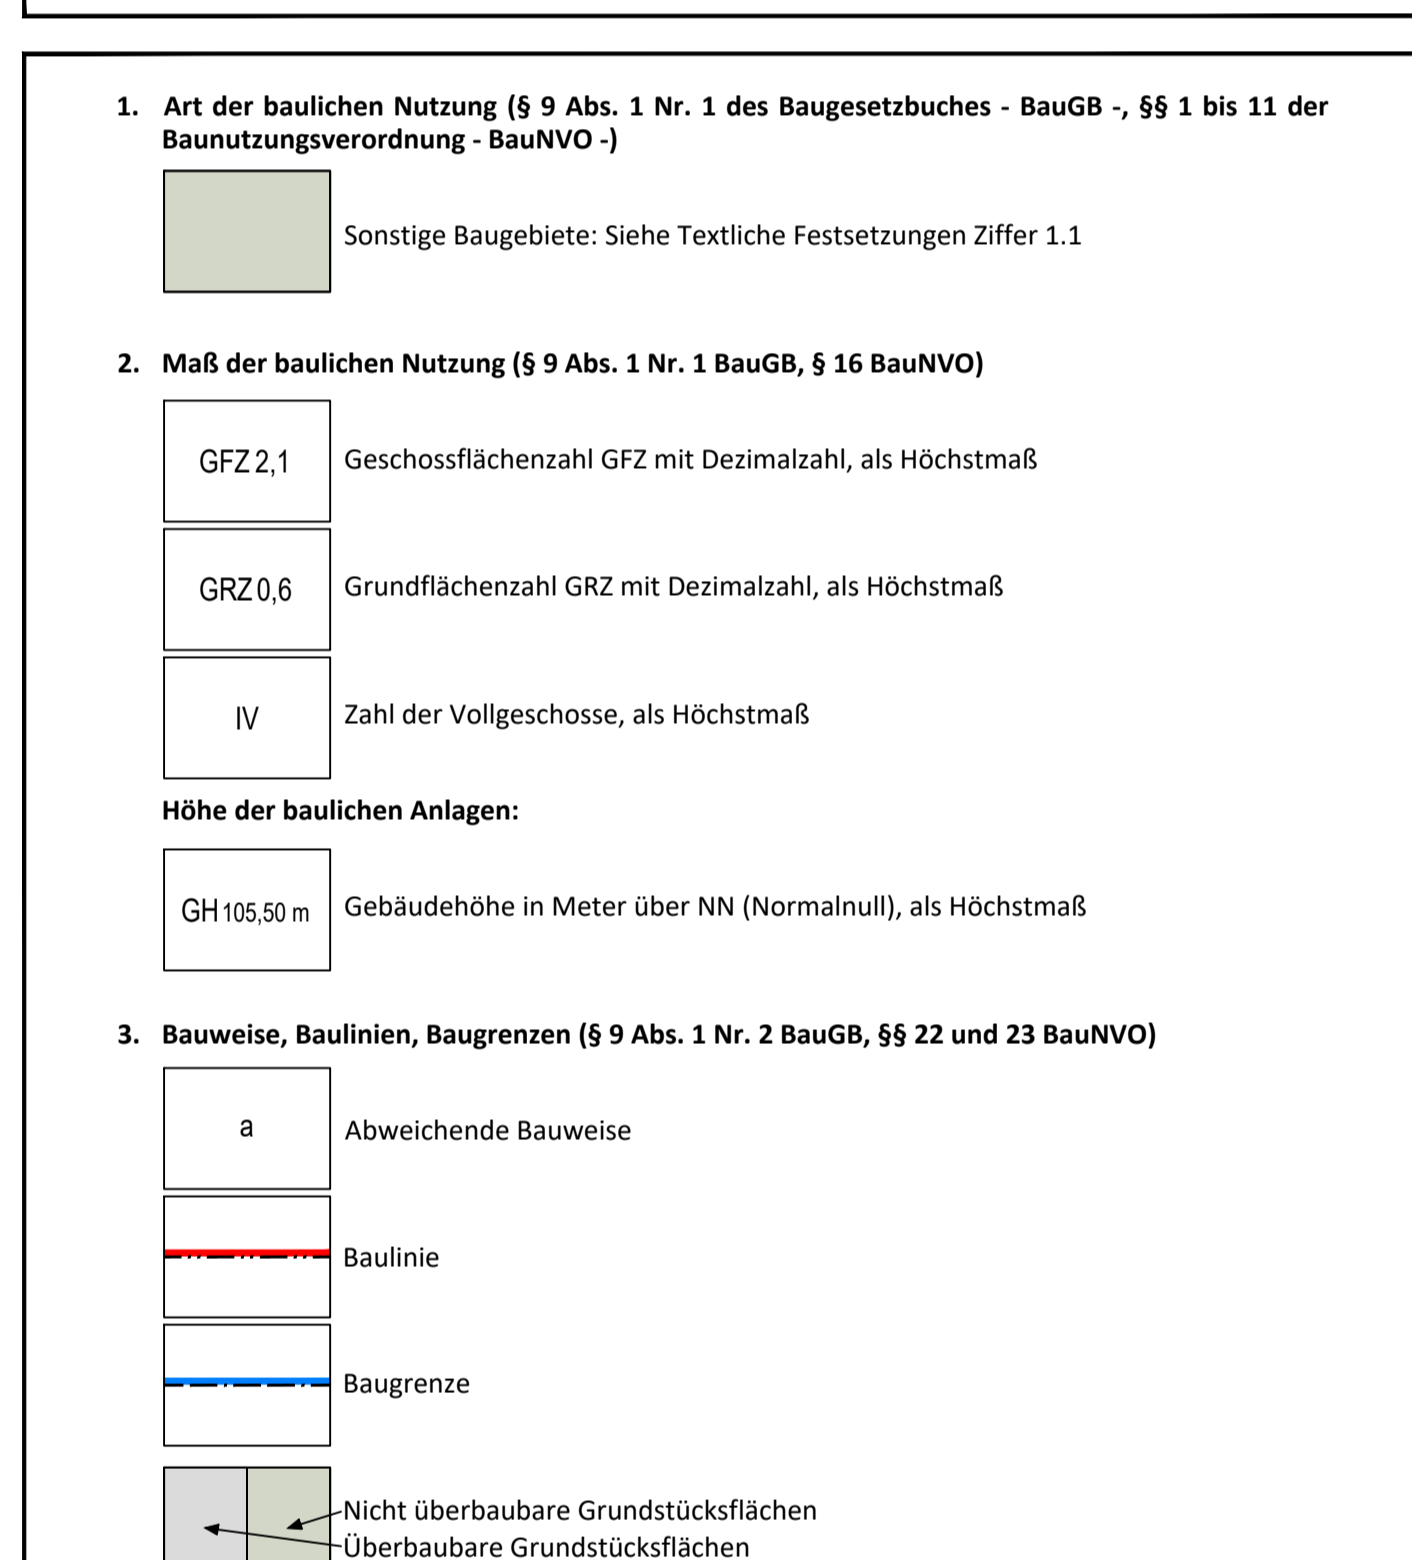 1. Art der baulichen Nutzung (§ 9 Abs. 1 Nr. 1 des Baugesetzbuches - BauGB -, §§ 1 bis 11 der
Baunutzungsverordnung - BauNVO -)
Sonstige Baugebiete: Siehe Textliche Festsetzungen Ziffer 1.1
2. Maß der baulichen Nutzung (§ 9 Abs. 1 Nr. 1 BauGB, § 16 BauNVO)
GFZ 2,1 Geschossflächenzahl GFZ mit Dezimalzahl, als Höchstmaß
GRZ 0,6 Grundflächenzahl GRZ mit Dezimalzahl, als Höchstmaß
IV Zahl der Vollgeschosse, als Höchstmaß
Höhe der baulichen Anlagen:
GH 105,50 m Gebäudehöhe in Meter über NN (Normalnull), als Höchstmaß
3. Bauweise, Baulinien, Baugrenzen (§ 9 Abs. 1 Nr. 2 BauGB, §§ 22 und 23 BauNVO)
a Abweichende Bauweise
Baulinie
Baugrenze
Nicht überbaubare Grundstücksflächen
Überbaubare Grundstücksflächen